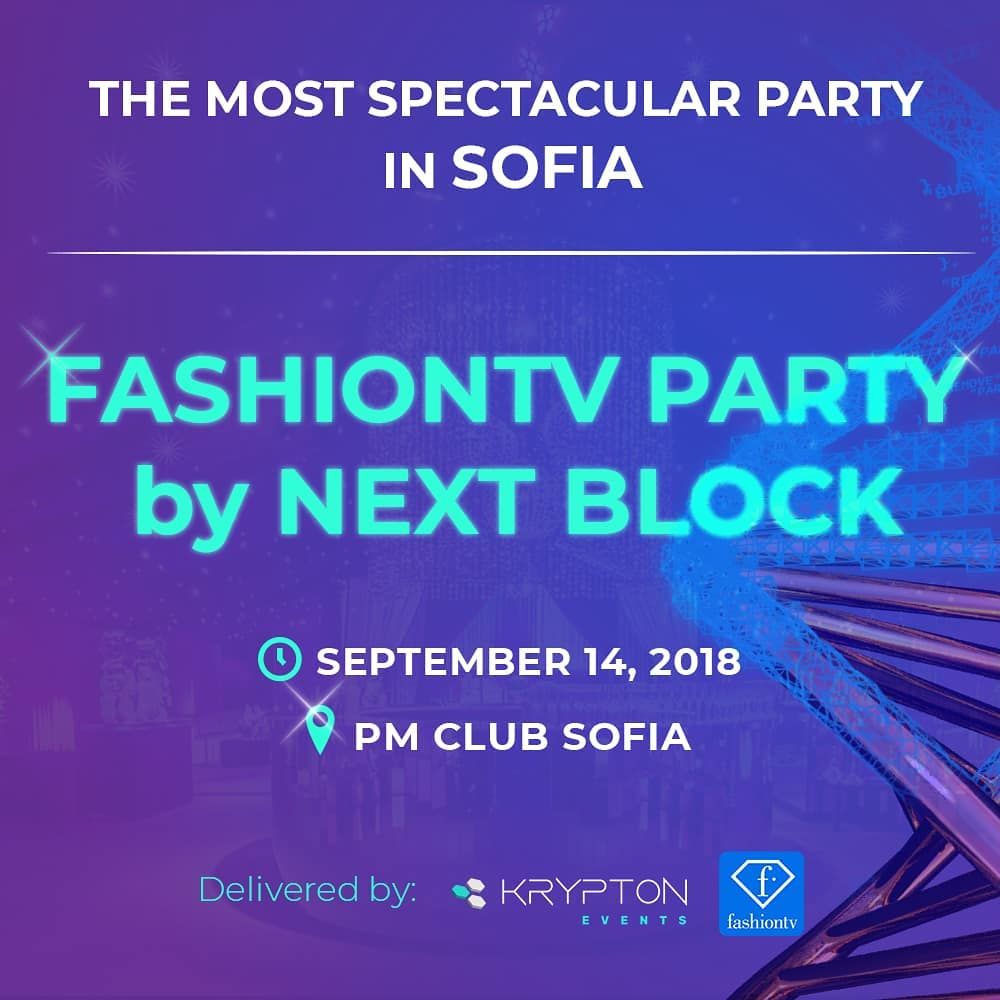 THE MOST SPECTACULAR PARTY
IN SOFIA
FASHIONTV PARTY
by NEXT BLOCK
SEPTEMBER 14, 2018
PM CLUB SOFIA
Delivered by:
KRYPTON
EVENTS
f.
fashiontv